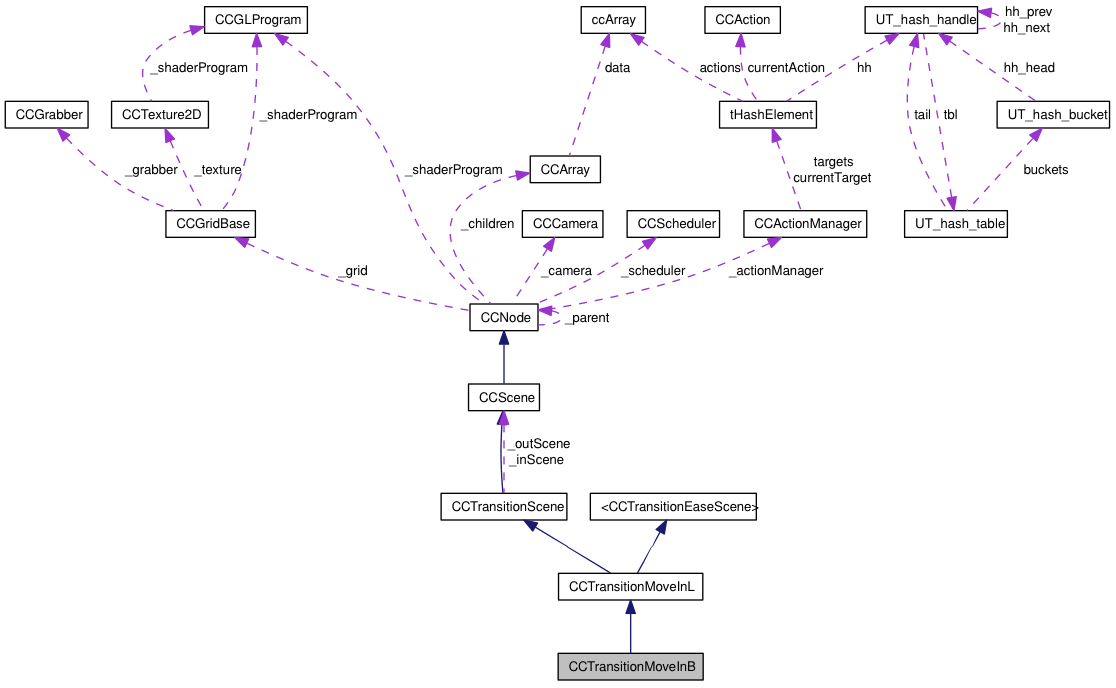 CCGLProgram
ccArray
CCAction
UT_hash_handle
hh_prev
hh_next
_shaderProgram
data
actions
currentAction
hh
hh_head
CCGrabber
CCTexture2D
_shaderProgram
tHashElement
tail
tbl
UT_hash_bucket
_grabber
_texture
_shaderProgram
CCArray
targets
currentTarget
buckets
CCGridBase
_children
CCCamera
CCScheduler
CCActionManager
UT_hash_table
_grid
_camera
_scheduler
_actionManager
CCNode
_parent
CCScene
_outScene
_inScene
CCTransitionScene
<CCTransitionEaseScene>
CCTransitionMoveInL
CCTransitionMoveInB